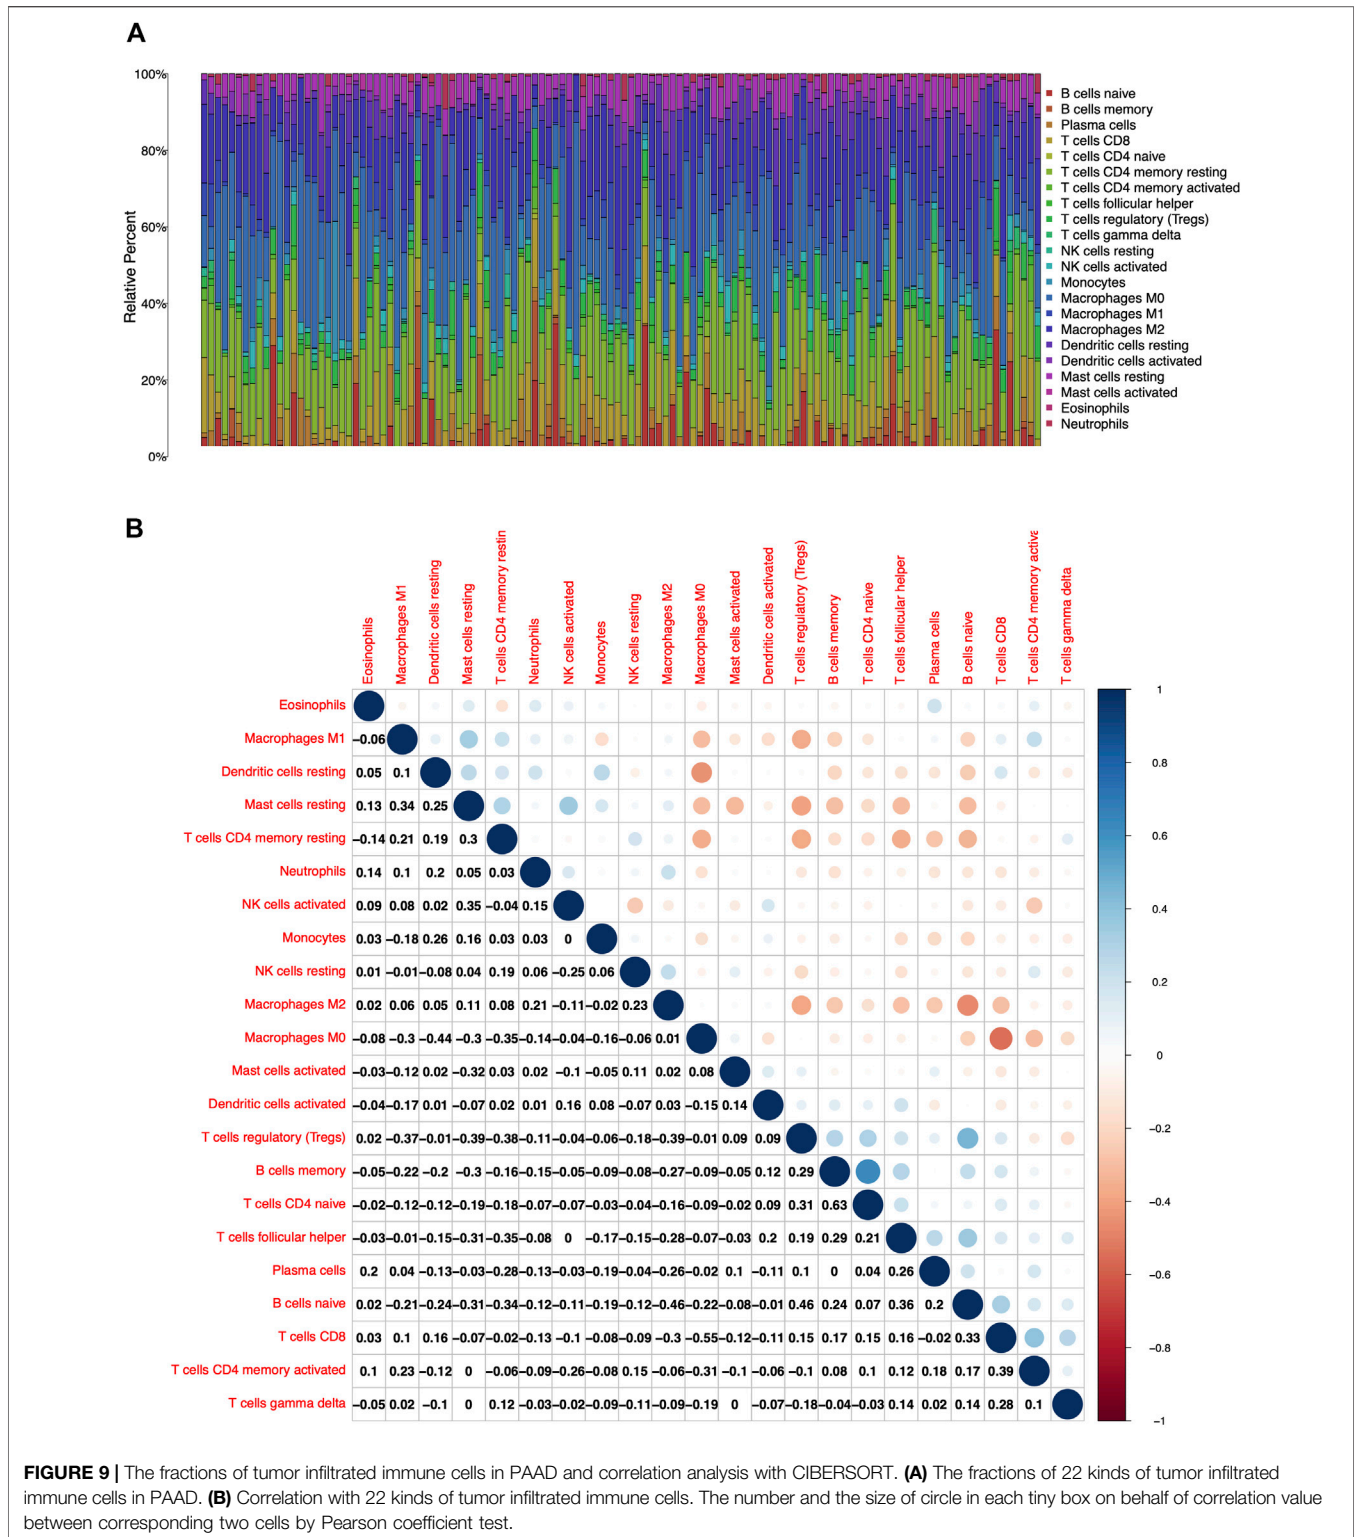 A
100%
80%
60%
40%
20%
0%
Relative Percent
B cells naive
B cells memory
Plasma cells
T cells CD8
T cells CD4 naive
T cells CD4 memory resting
T cells CD4 memory activated
T cells follicular helper
T cells regulatory (Tregs)
T cells gamma delta
NK cells resting
NK cells activated
Monocytes
Macrophages M0
Macrophages M1
Macrophages M2
Dendritic cells resting
Dendritic cells activated
Mast cells resting
Mast cells activated
Eosinophils
Neutrophils
B
Eosinophils
Macrophages M1
Dendritic cells resting
Mast cells resting
T cells CD4 memory restin
Neutrophils
NK cells activated
Monocytes
NK cells resting
Macrophages M2
Macrophages M0
Mast cells activated
Dendritic cells activated
T cells regulatory (Tregs)
B cells memory
T cells CD4 naive
T cells follicular helper
Plasma cells
B cells naive
T cells CD8
T cells CD4 memory activa
T cells gamma delta
Eosinophils
Macrophages M1 −0.06
Dendritic cells resting 0.05 0.1
Mast cells resting 0.13 0.34 0.25
T cells CD4 memory resting −0.14 0.21 0.19 0.3
Neutrophils 0.14 0.1 0.2 0.05 0.03
NK cells activated 0.09 0.08 0.02 0.35 −0.04 0.15
Monocytes 0.03 −0.18 0.26 0.16 0.03 0.03 0
NK cells resting 0.01 −0.01 −0.08 0.04 0.19 0.06 −0.25 0.06
Macrophages M2 0.02 0.06 0.05 0.11 0.08 0.21 −0.11 −0.02 0.23
Macrophages M0 −0.08 −0.3 −0.44 −0.3 −0.35 −0.14 −0.04 −0.16 −0.06 0.01
Mast cells activated −0.03 −0.12 0.02 −0.32 0.03 0.02 −0.1 −0.05 0.11 0.02 0.08
Dendritic cells activated −0.04 −0.17 0.01 −0.07 0.02 0.01 0.16 0.08 −0.07 0.03 −0.15 0.14
T cells regulatory (Tregs) 0.02 −0.37 −0.01 −0.39 −0.38 −0.11 −0.04 −0.06 −0.18 −0.39 −0.01 0.09 0.09
B cells memory −0.05 −0.22 −0.2 −0.3 −0.16 −0.15 −0.05 −0.09 −0.08 −0.27 −0.09 −0.05 0.12 0.29
T cells CD4 naive −0.02 −0.12 −0.12 −0.19 −0.18 −0.07 −0.07 −0.03 −0.04 −0.16 −0.09 −0.02 0.09 0.31 0.63
T cells follicular helper −0.03 −0.01 −0.15 −0.31 −0.35 −0.08 0 −0.17 −0.15 −0.28 −0.07 −0.03 0.2 0.19 0.29 0.21
Plasma cells 0.2 0.04 −0.13 −0.03 −0.28 −0.13 −0.03 −0.19 −0.04 −0.26 −0.02 0.1 −0.11 0.1 0 0.04 0.26
B cells naive 0.02 −0.21 −0.24 −0.31 −0.34 −0.12 −0.11 −0.19 −0.12 −0.46 −0.22 −0.08 −0.01 0.46 0.24 0.07 0.36 0.2
T cells CD8 0.03 0.1 0.16 −0.07 −0.02 −0.13 −0.1 −0.08 −0.09 −0.3 −0.55 −0.12 −0.11 0.15 0.17 0.15 0.16 −0.02 0.33
T cells CD4 memory activated 0.1 0.23 −0.12 0 −0.06 −0.09 −0.26 −0.08 0.15 −0.06 −0.31 −0.1 −0.06 −0.1 0.08 0.1 0.12 0.18 0.17 0.39
T cells gamma delta −0.05 0.02 −0.1 0 0.12 −0.03 −0.02 −0.09 −0.11 −0.09 −0.19 0 −0.07 −0.18 −0.04 −0.03 0.14 0.02 0.14 0.28 0.1
1
0.8
0.6
0.4
0.2
0
−0.2
−0.4
−0.6
−0.8
−1
FIGURE 9 | The fractions of tumor infiltrated immune cells in PAAD and correlation analysis with CIBERSORT. (A) The fractions of 22 kinds of tumor infiltrated
immune cells in PAAD. (B) Correlation with 22 kinds of tumor infiltrated immune cells. The number and the size of circle in each tiny box on behalf of correlation value
between corresponding two cells by Pearson coefficient test.